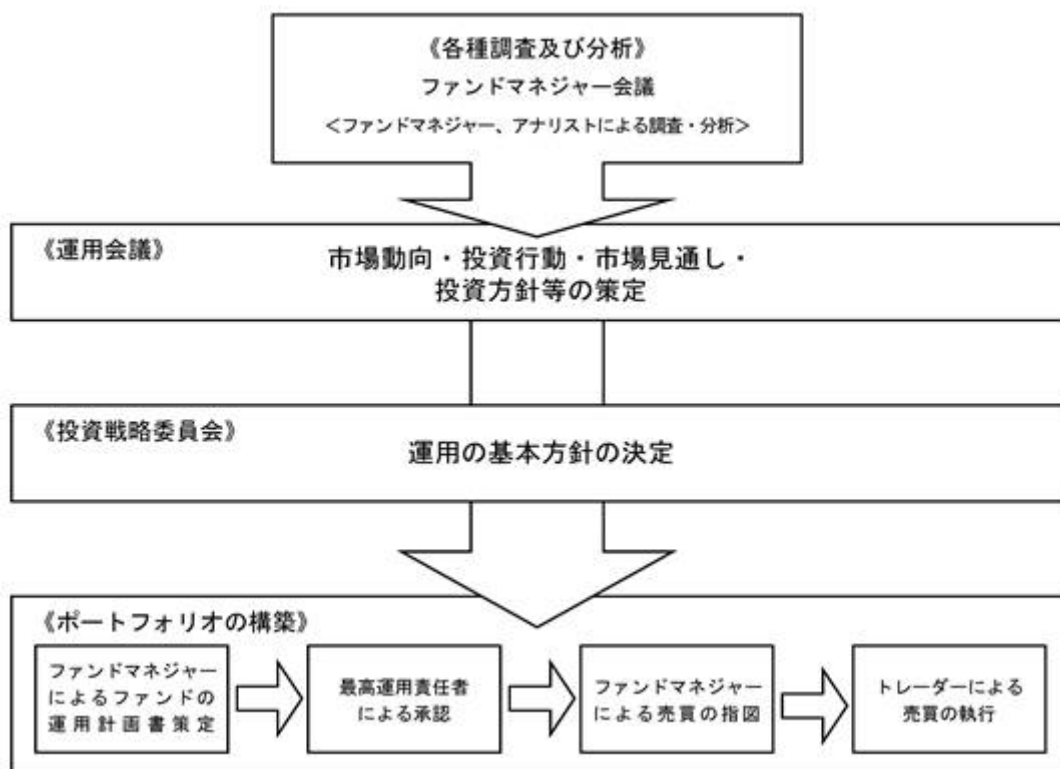 《各種調査及び分析》
ファンドマネジャー会議
＜ファンドマネジャー、アナリストによる調査・分析＞
《運用会議》
市場動向・投資行動・市場見通し・
投資方針等の策定
《投資戦略委員会》
運用の基本方針の決定
《ポートフォリオの構築》
ファンドマネジャー
によるファンドの
運用計画書策定
最高運用責任者
による承認
ファンドマネジャー
による売買の指図
トレーダーによる
売買の執行